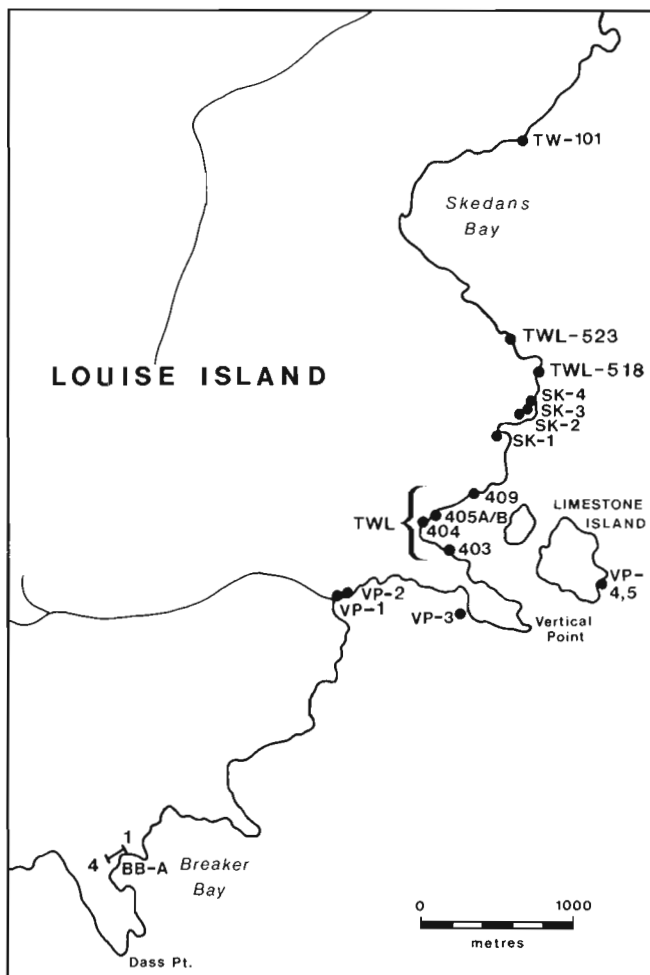 TW-101
Skedans
Bay
TWL-523
TWL-518
LOUISE ISLAND
SK-4
SK-3
SK-2
SK-1
409
LIMESTONE
ISLAND
TWL
405A/B
404
403
VP-
4,5
VP-2
VP-1
VP-3
Vertical
Point
1
4
BB-A
Breaker
Bay
0 1000
metres
Dass Pt.